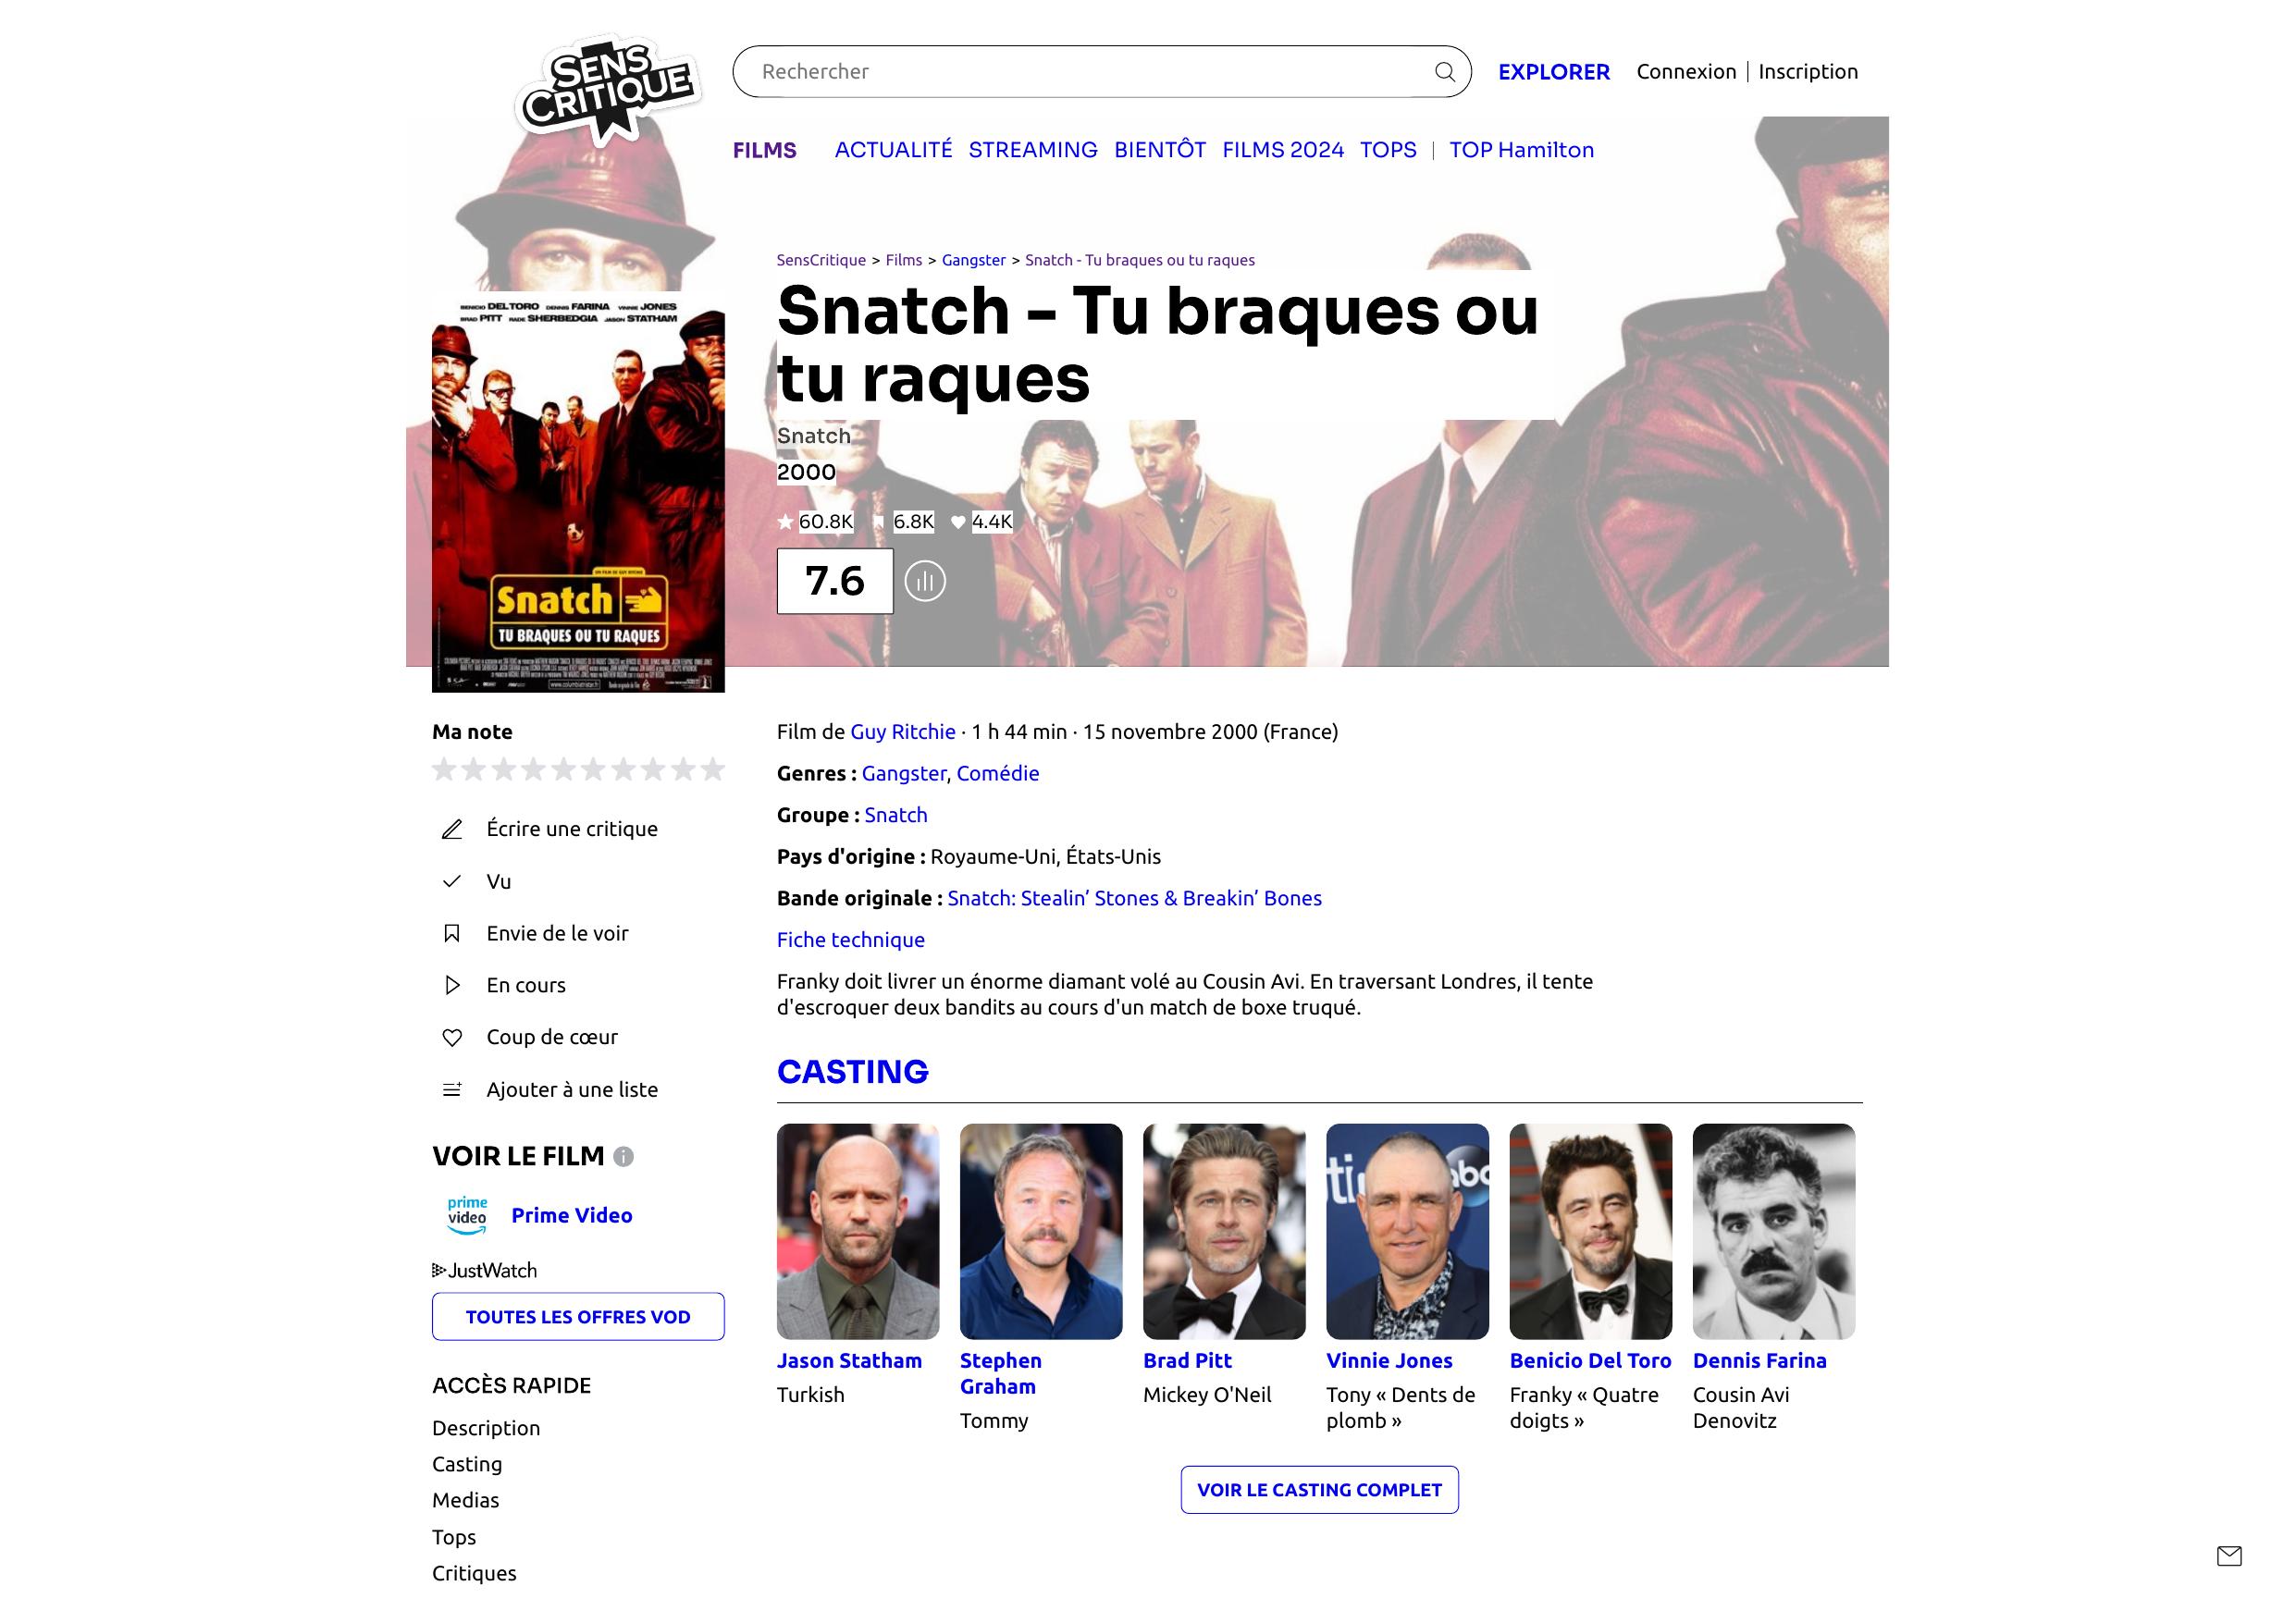 SENS
CRITIQUE
Rechercher
EXPLORER
Connexion | Inscription
FILMS
ACTUALITÉ STREAMING BIENTÔT FILMS 2024 TOPS | TOP Hamilton
SensCritique > Films > Gangster > Snatch - Tu braques ou tu raques
Snatch - Tu braques ou
tu raques
Snatch
2000
60.8K 6.8K 4.4K
7.6
BENICIO DEL TORO DENNIS FARINA VINNIE JONES
BRAD PITT RADE SHERBEDGIA JASON STATHAM
UN FILM DE GUY RITCHIE
Snatch
TU BRAQUES OU TU RAQUES
Ma note
Écrire une critique
Vu
Envie de le voir
En cours
Coup de cœur
Ajouter à une liste
VOIR LE FILM
prime
video
Prime Video
JustWatch
TOUTES LES OFFRES VOD
ACCÈS RAPIDE
Description
Casting
Medias
Tops
Critiques
Film de Guy Ritchie · 1 h 44 min · 15 novembre 2000 (France)
Genres : Gangster, Comédie
Groupe : Snatch
Pays d'origine : Royaume-Uni, États-Unis
Bande originale : Snatch: Stealin’ Stones & Breakin’ Bones
Fiche technique
Franky doit livrer un énorme diamant volé au Cousin Avi. En traversant Londres, il tente
d'escroquer deux bandits au cours d'un match de boxe truqué.
CASTING
abc
Jason Statham
Turkish
Stephen
Graham
Tommy
Brad Pitt
Mickey O'Neil
Vinnie Jones
Tony « Dents de
plomb »
Benicio Del Toro
Franky « Quatre
doigts »
Dennis Farina
Cousin Avi
Denovitz
VOIR LE CASTING COMPLET